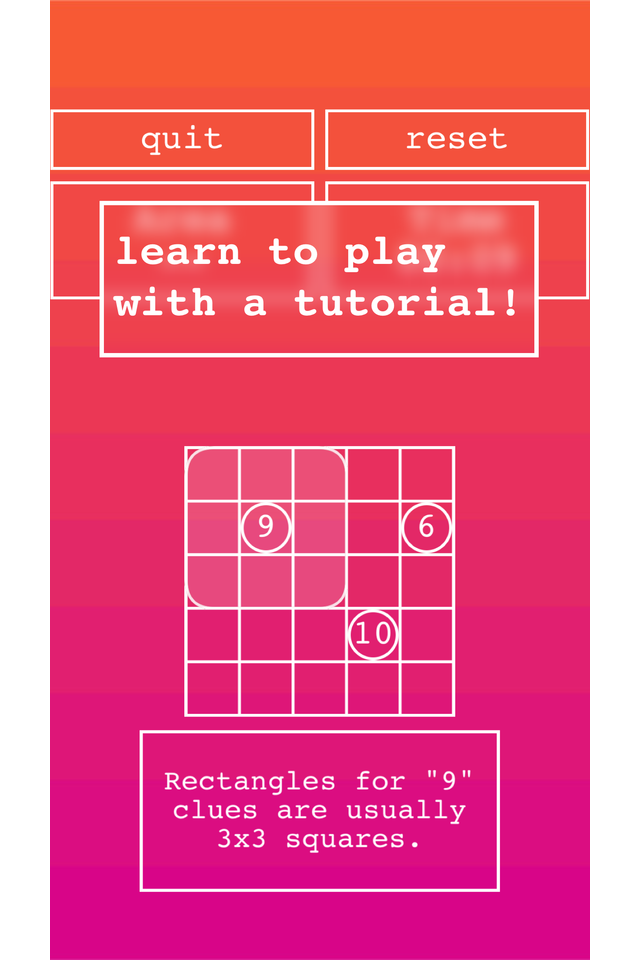 quit
reset
learn to play
with a tutorial!
9
6
10
Rectangles for "9"
clues are usually
3x3 squares.